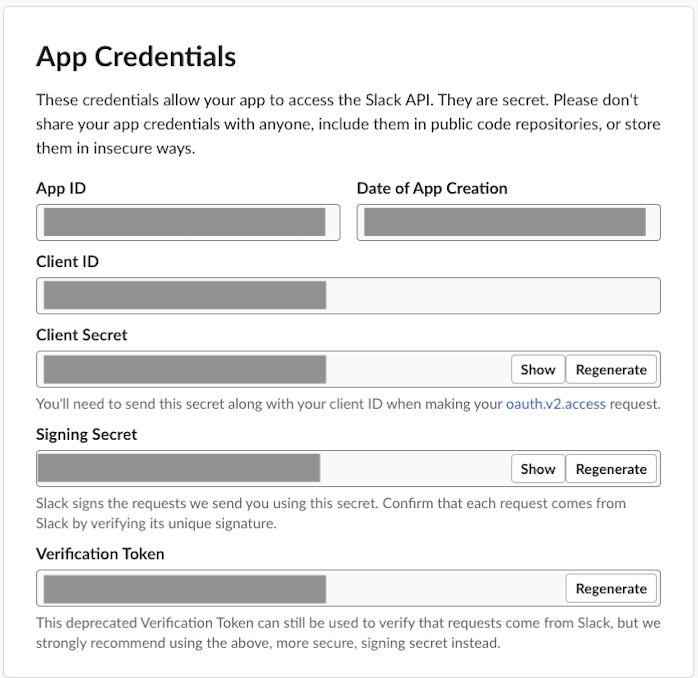 App Credentials
These credentials allow your app to access the Slack API. They are secret. Please don't
share your app credentials with anyone, include them in public code repositories, or store
them in insecure ways.
App ID
Date of App Creation
Client ID
Client Secret
Show
Regenerate
You'll need to send this secret along with your client ID when making your oauth.v2.access request.
Signing Secret
Show
Regenerate
Slack signs the requests we send you using this secret. Confirm that each request comes from
Slack by verifying its unique signature.
Verification Token
Regenerate
This deprecated Verification Token can still be used to verify that requests come from Slack, but we
strongly recommend using the above, more secure, signing secret instead.